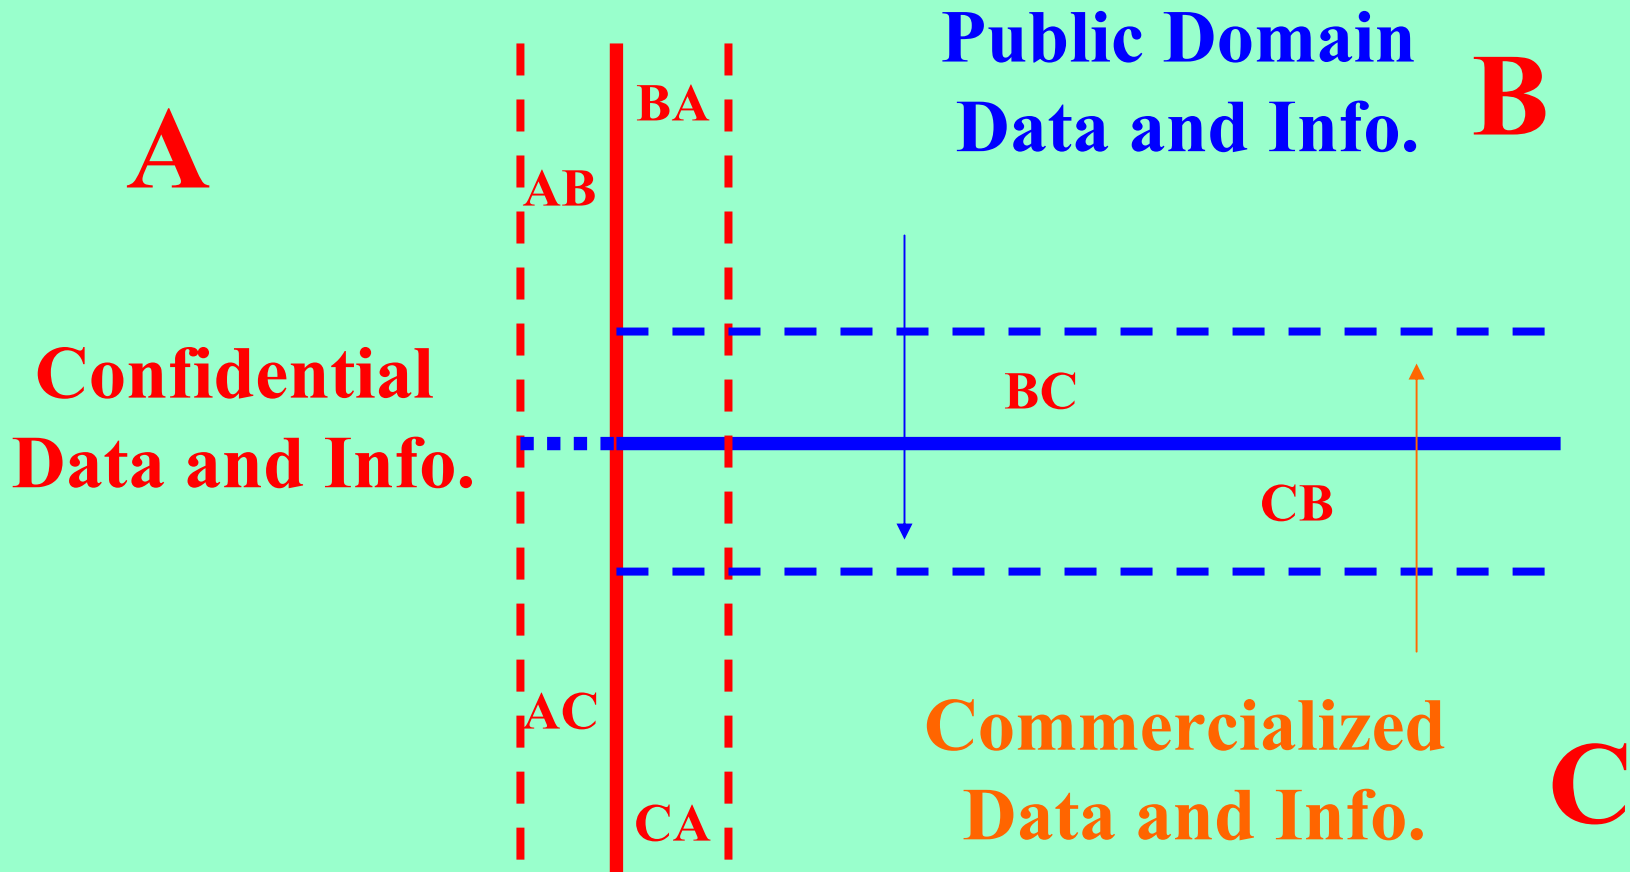 Public Domain
Data and Info.
B
A
BA
AB
Confidential
Data and Info.
BC
CB
AC
CA
Commercialized
Data and Info.
C